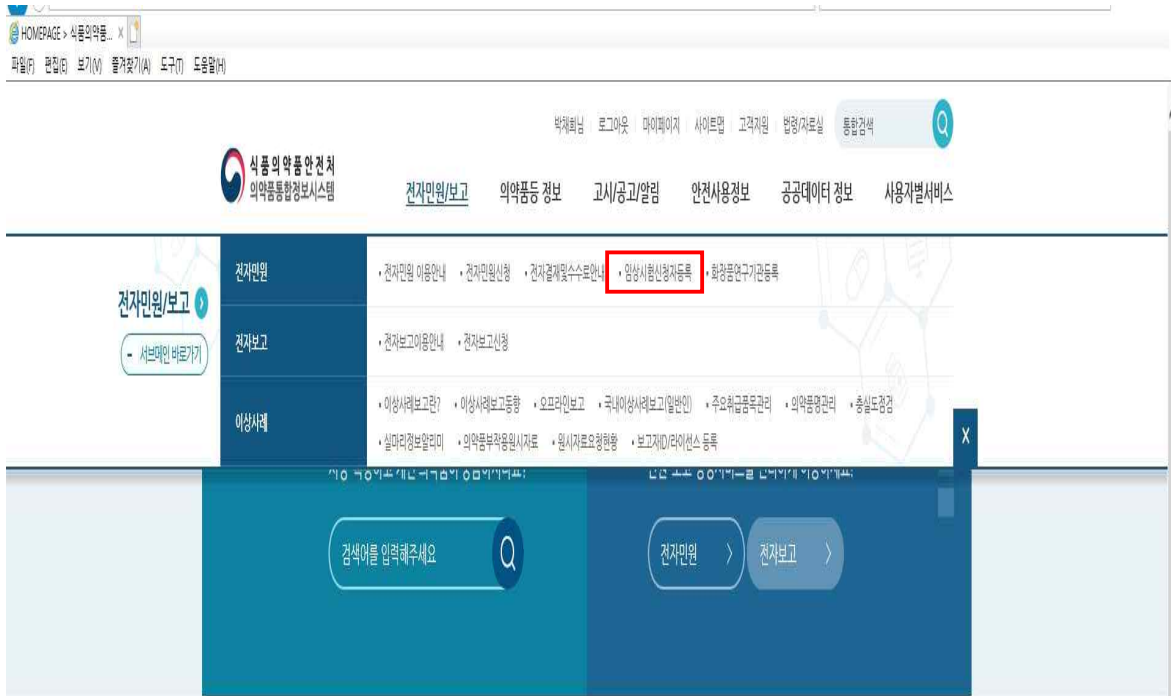 HOMEPAGE > 식품의약품...
파일(F) 편집(E) 보기(V) 즐겨찾기(A) 도구(T) 도움말(H)
박채희님 로그아웃 마이페이지 사이트맵 고객지원 법령/자료실 통합검색
식품의약품안전처
의약품통합정보시스템
전자민원/보고 의약품등 정보 고시/공고/알림 안전사용정보 공공데이터 정보 사용자별서비스
전자민원/보고
- 서브메인 바로가기
전자민원
• 전자민원 이용안내 • 전자민원신청 • 전자결재및수수료안내 • 임상시험신청자등록 • 화장품연구기관등록
전자보고
• 전자보고이용안내 • 전자보고신청
이상사례
• 이상사례보고란? • 이상사례보고동향 • 오프라인보고 • 국내이상사례보고(일반인) • 주요취급품목관리 • 의약품명관리 • 충실도점검
• 실마리정보알리미 • 의약품부작용원시자료 • 원시자료요청현황 • 보고자ID/라이선스 등록
X
검색어를 입력해주세요
전자민원 >
전자보고 >